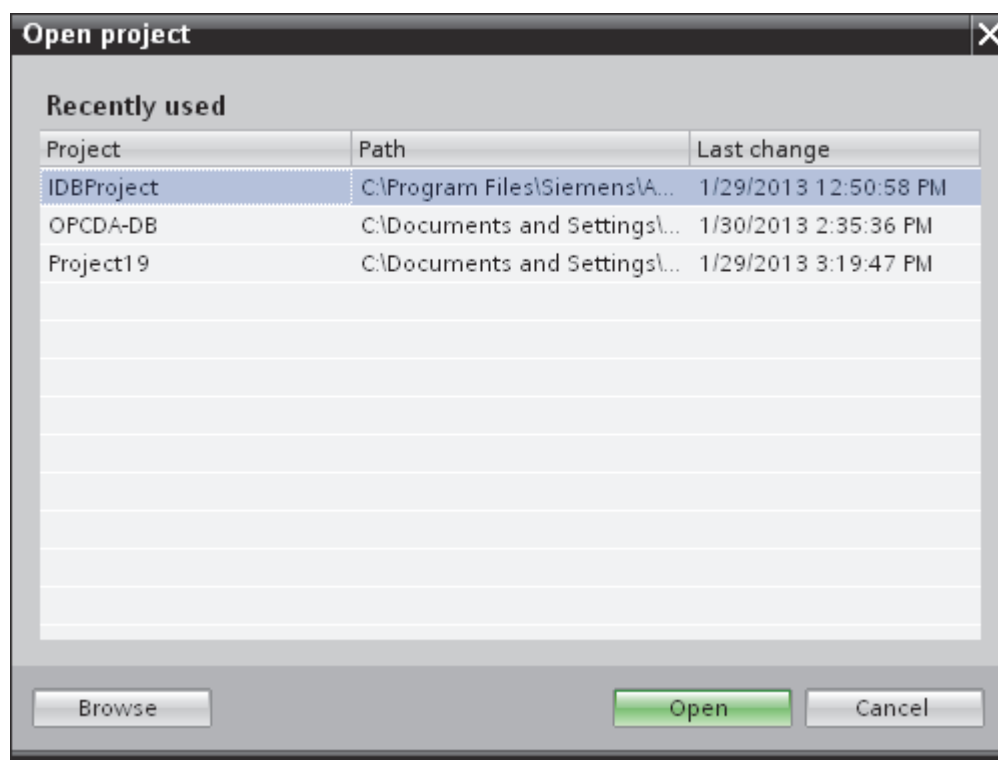 Open project
Recently used
Project Path Last change
IDBProject C:\Program Files\Siemens\A... 1/29/2013 12:50:58 PM
OPCDA-DB C:\Documents and Settings\... 1/30/2013 2:35:36 PM
Project19 C:\Documents and Settings\... 1/29/2013 3:19:47 PM
Browse Open Cancel